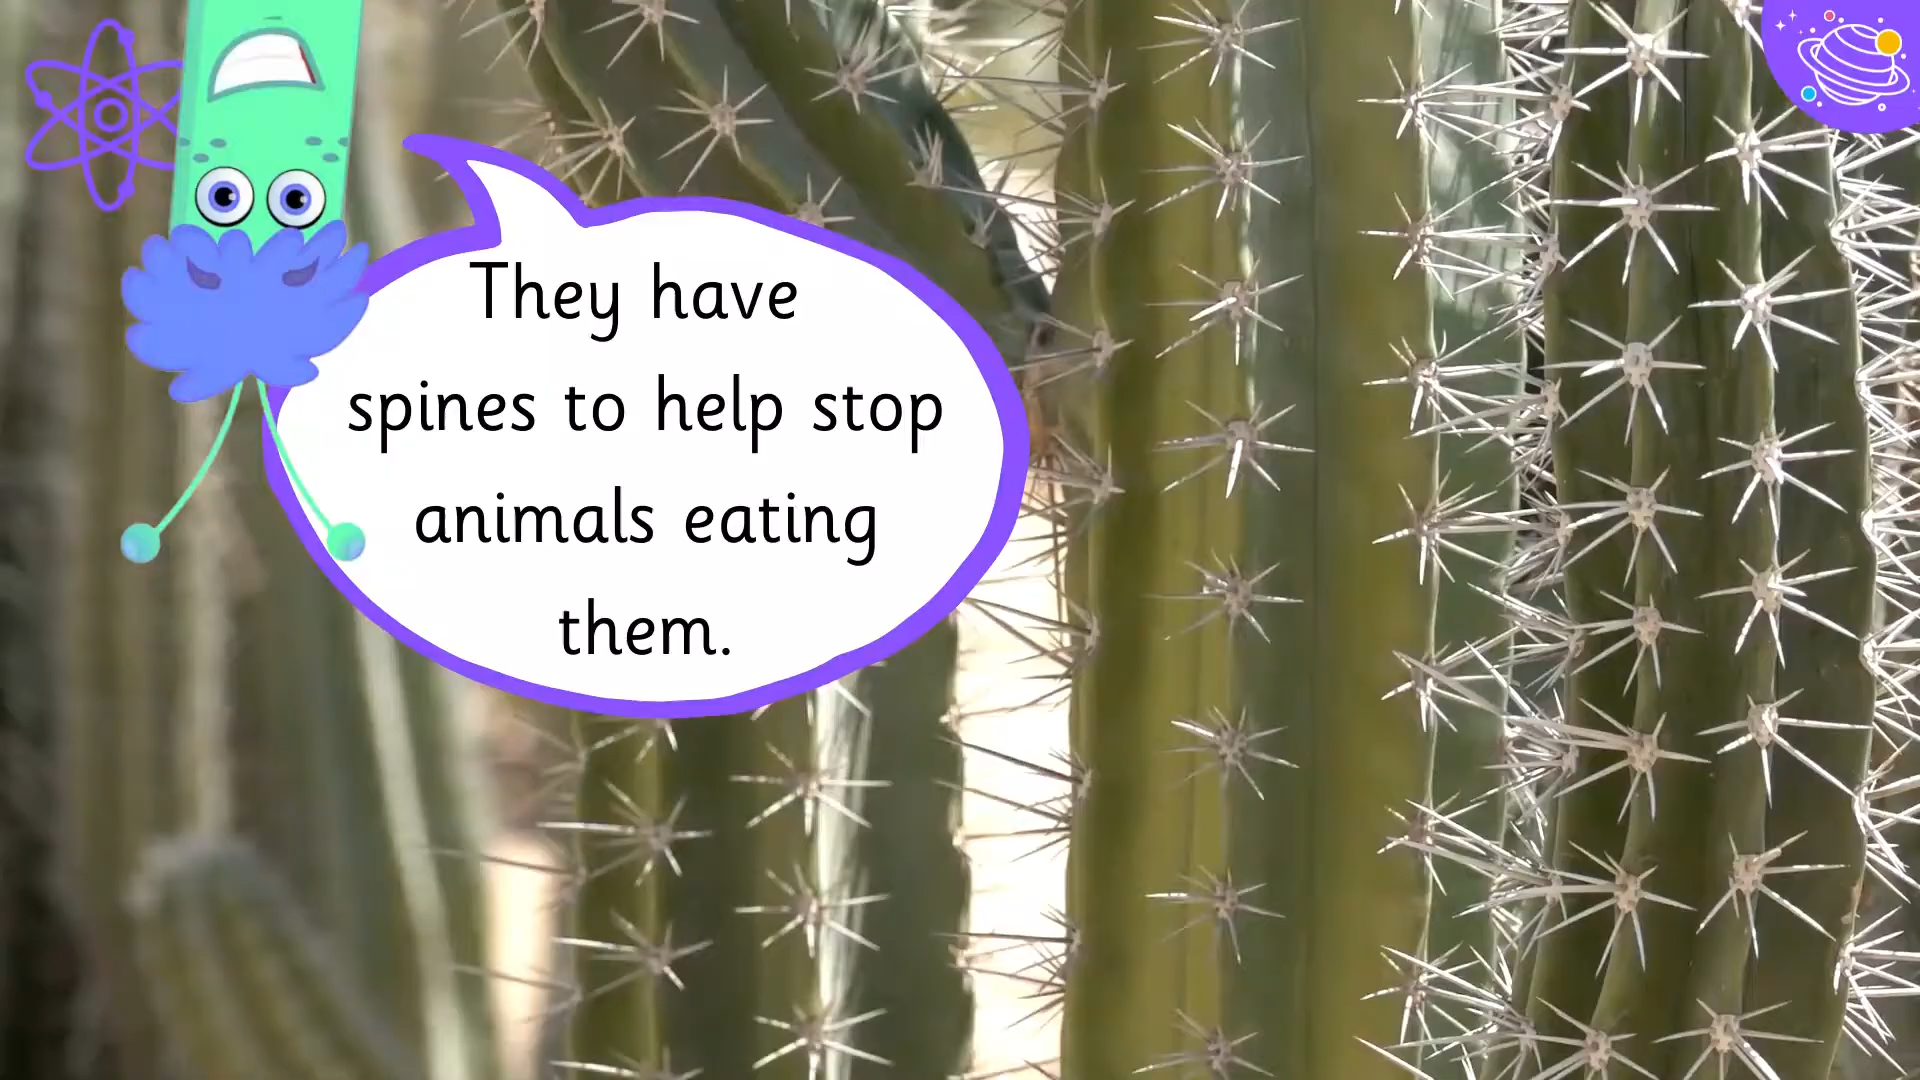 They have
spines to help stop
animals eating
them.